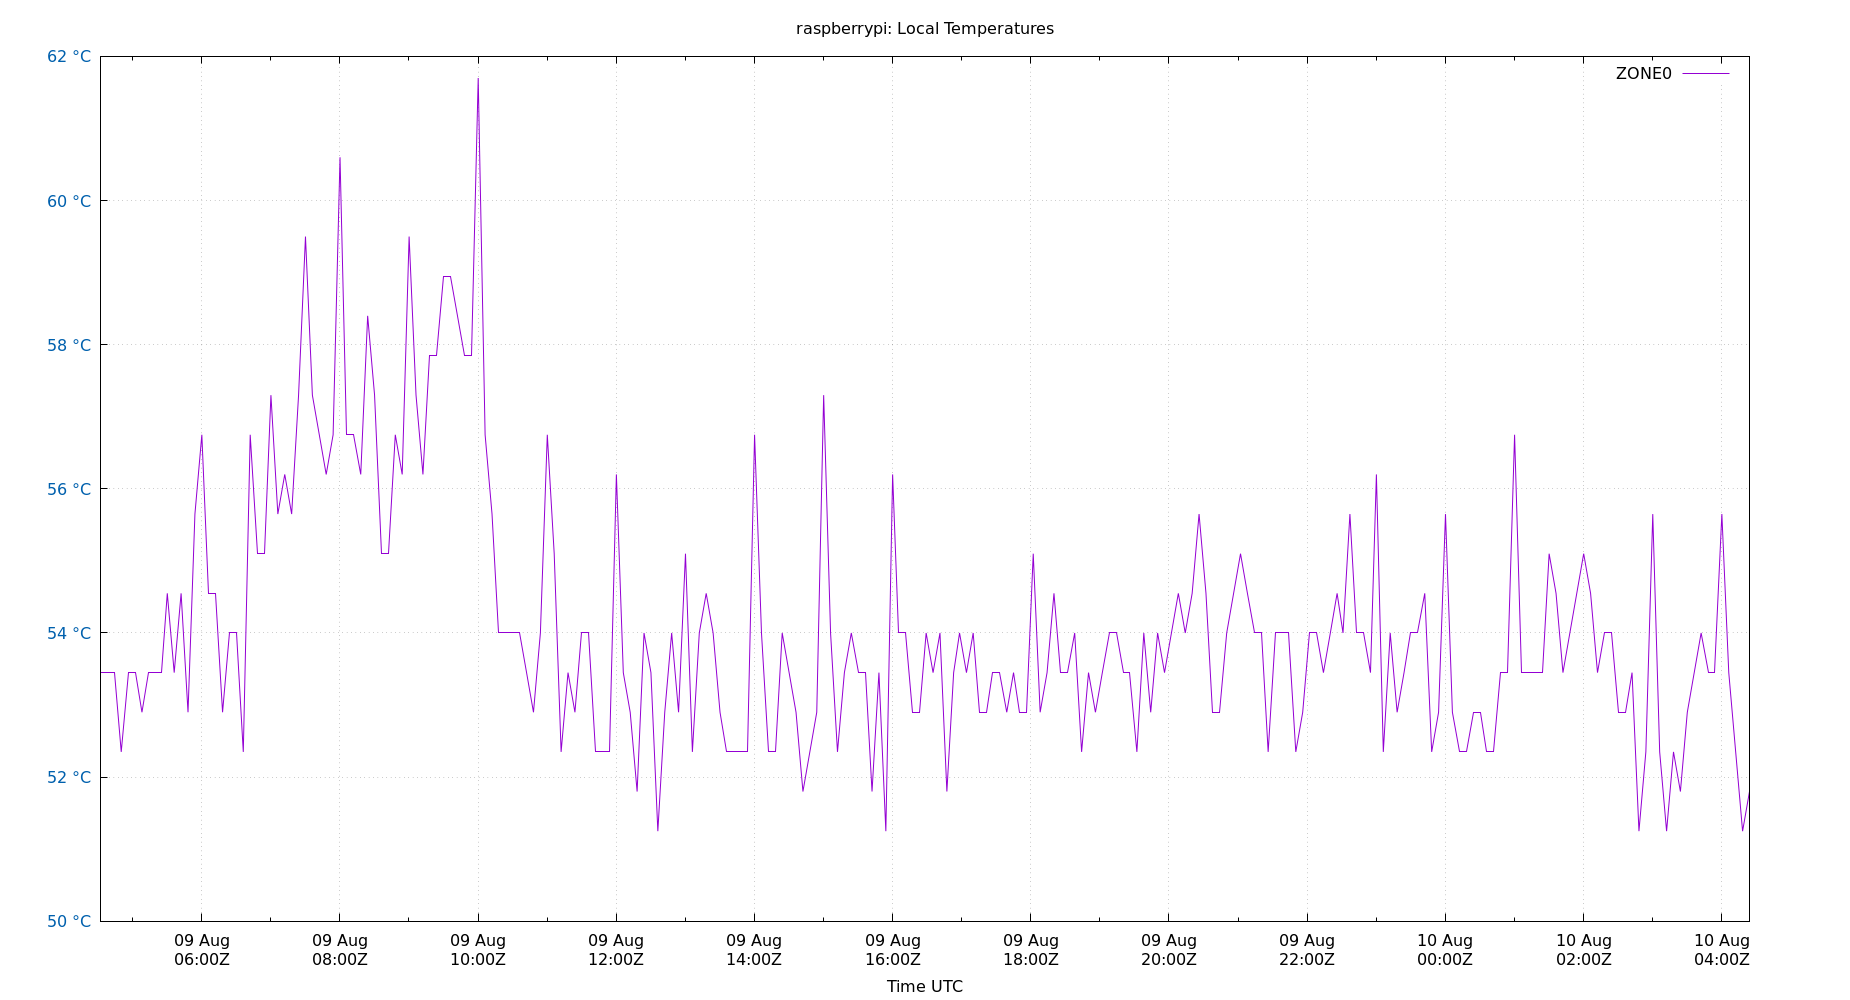 raspberrypi: Local Temperatures
62 °C
ZONE0
60 °C
58 °C
56 °C
54 °C
52 °C
50 °C
09 Aug 09 Aug 09 Aug 09 Aug 09 Aug 09 Aug 09 Aug 09 Aug 09 Aug 10 Aug 10 Aug 10 Aug
06:00Z 08:00Z 10:00Z 12:00Z 14:00Z 16:00Z 18:00Z 20:00Z 22:00Z 00:00Z 02:00Z 04:00Z
Time UTC